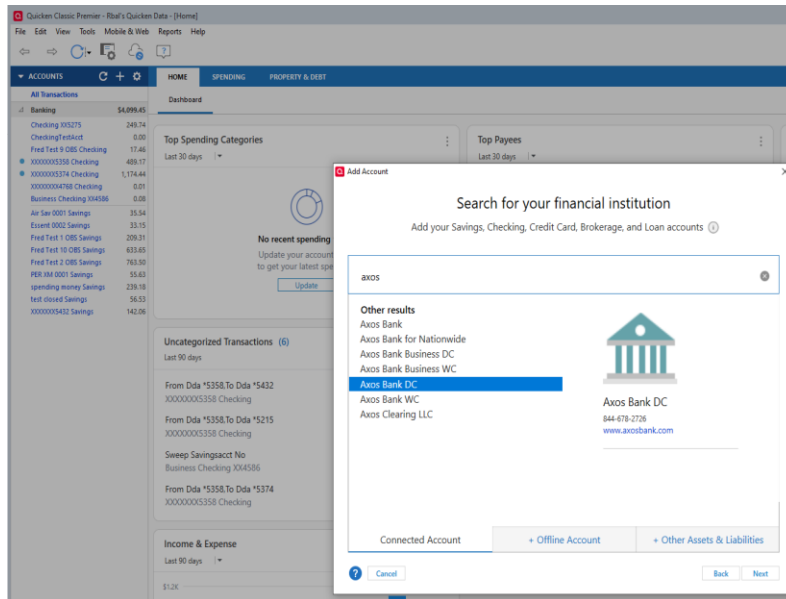 Quicken Classic Premier - Rbal's Quicken Data - [Home]
File Edit View Tools Mobile & Web Reports Help
ACCOUNTS
All Transactions
Banking $4,099.45
Checking XX5275 249.74
CheckingTestAcct 0.00
Fred Test 9 OBS Checking 17.46
XXXXXX5358 Checking 489.17
XXXXXX5374 Checking 1,174.44
XXXXXXX4768 Checking 0.01
Business Checking XX4586 0.08
Air Sav 0001 Savings 35.54
Essent 0002 Savings 33.15
Fred Test 1 OBS Savings 209.31
Fred Test 10 OBS Savings 633.65
Fred Test 2 OBS Savings 763.50
PER XM 0001 Savings 55.63
spending money Savings 239.18
test closed Savings 56.53
XXXXXX5432 Savings 142.06
HOME SPENDING PROPERTY & DEBT
Dashboard
Top Spending Categories
Last 30 days
No recent spending
Update your account
to get your latest spe
Update
Top Payees
Last 30 days
Uncategorized Transactions (6)
Last 90 days
From Dda *5358,To Dda *5432
XXXXXX5358 Checking
From Dda *5358,To Dda *5215
XXXXXX5358 Checking
Sweep Savingsacct No
Business Checking XX4586
From Dda *5358,To Dda *5374
XXXXXX5358 Checking
Income & Expense
Last 90 days
$1.2K
Add Account
Search for your financial institution
Add your Savings, Checking, Credit Card, Brokerage, and Loan accounts
axos
Other results
Axos Bank
Axos Bank for Nationwide
Axos Bank Business DC
Axos Bank Business WC
Axos Bank DC
Axos Bank WC
Axos Clearing LLC
Axos Bank DC
844-678-2726
www.axosbank.com
Connected Account + Offline Account + Other Assets & Liabilities
? Cancel Back Next